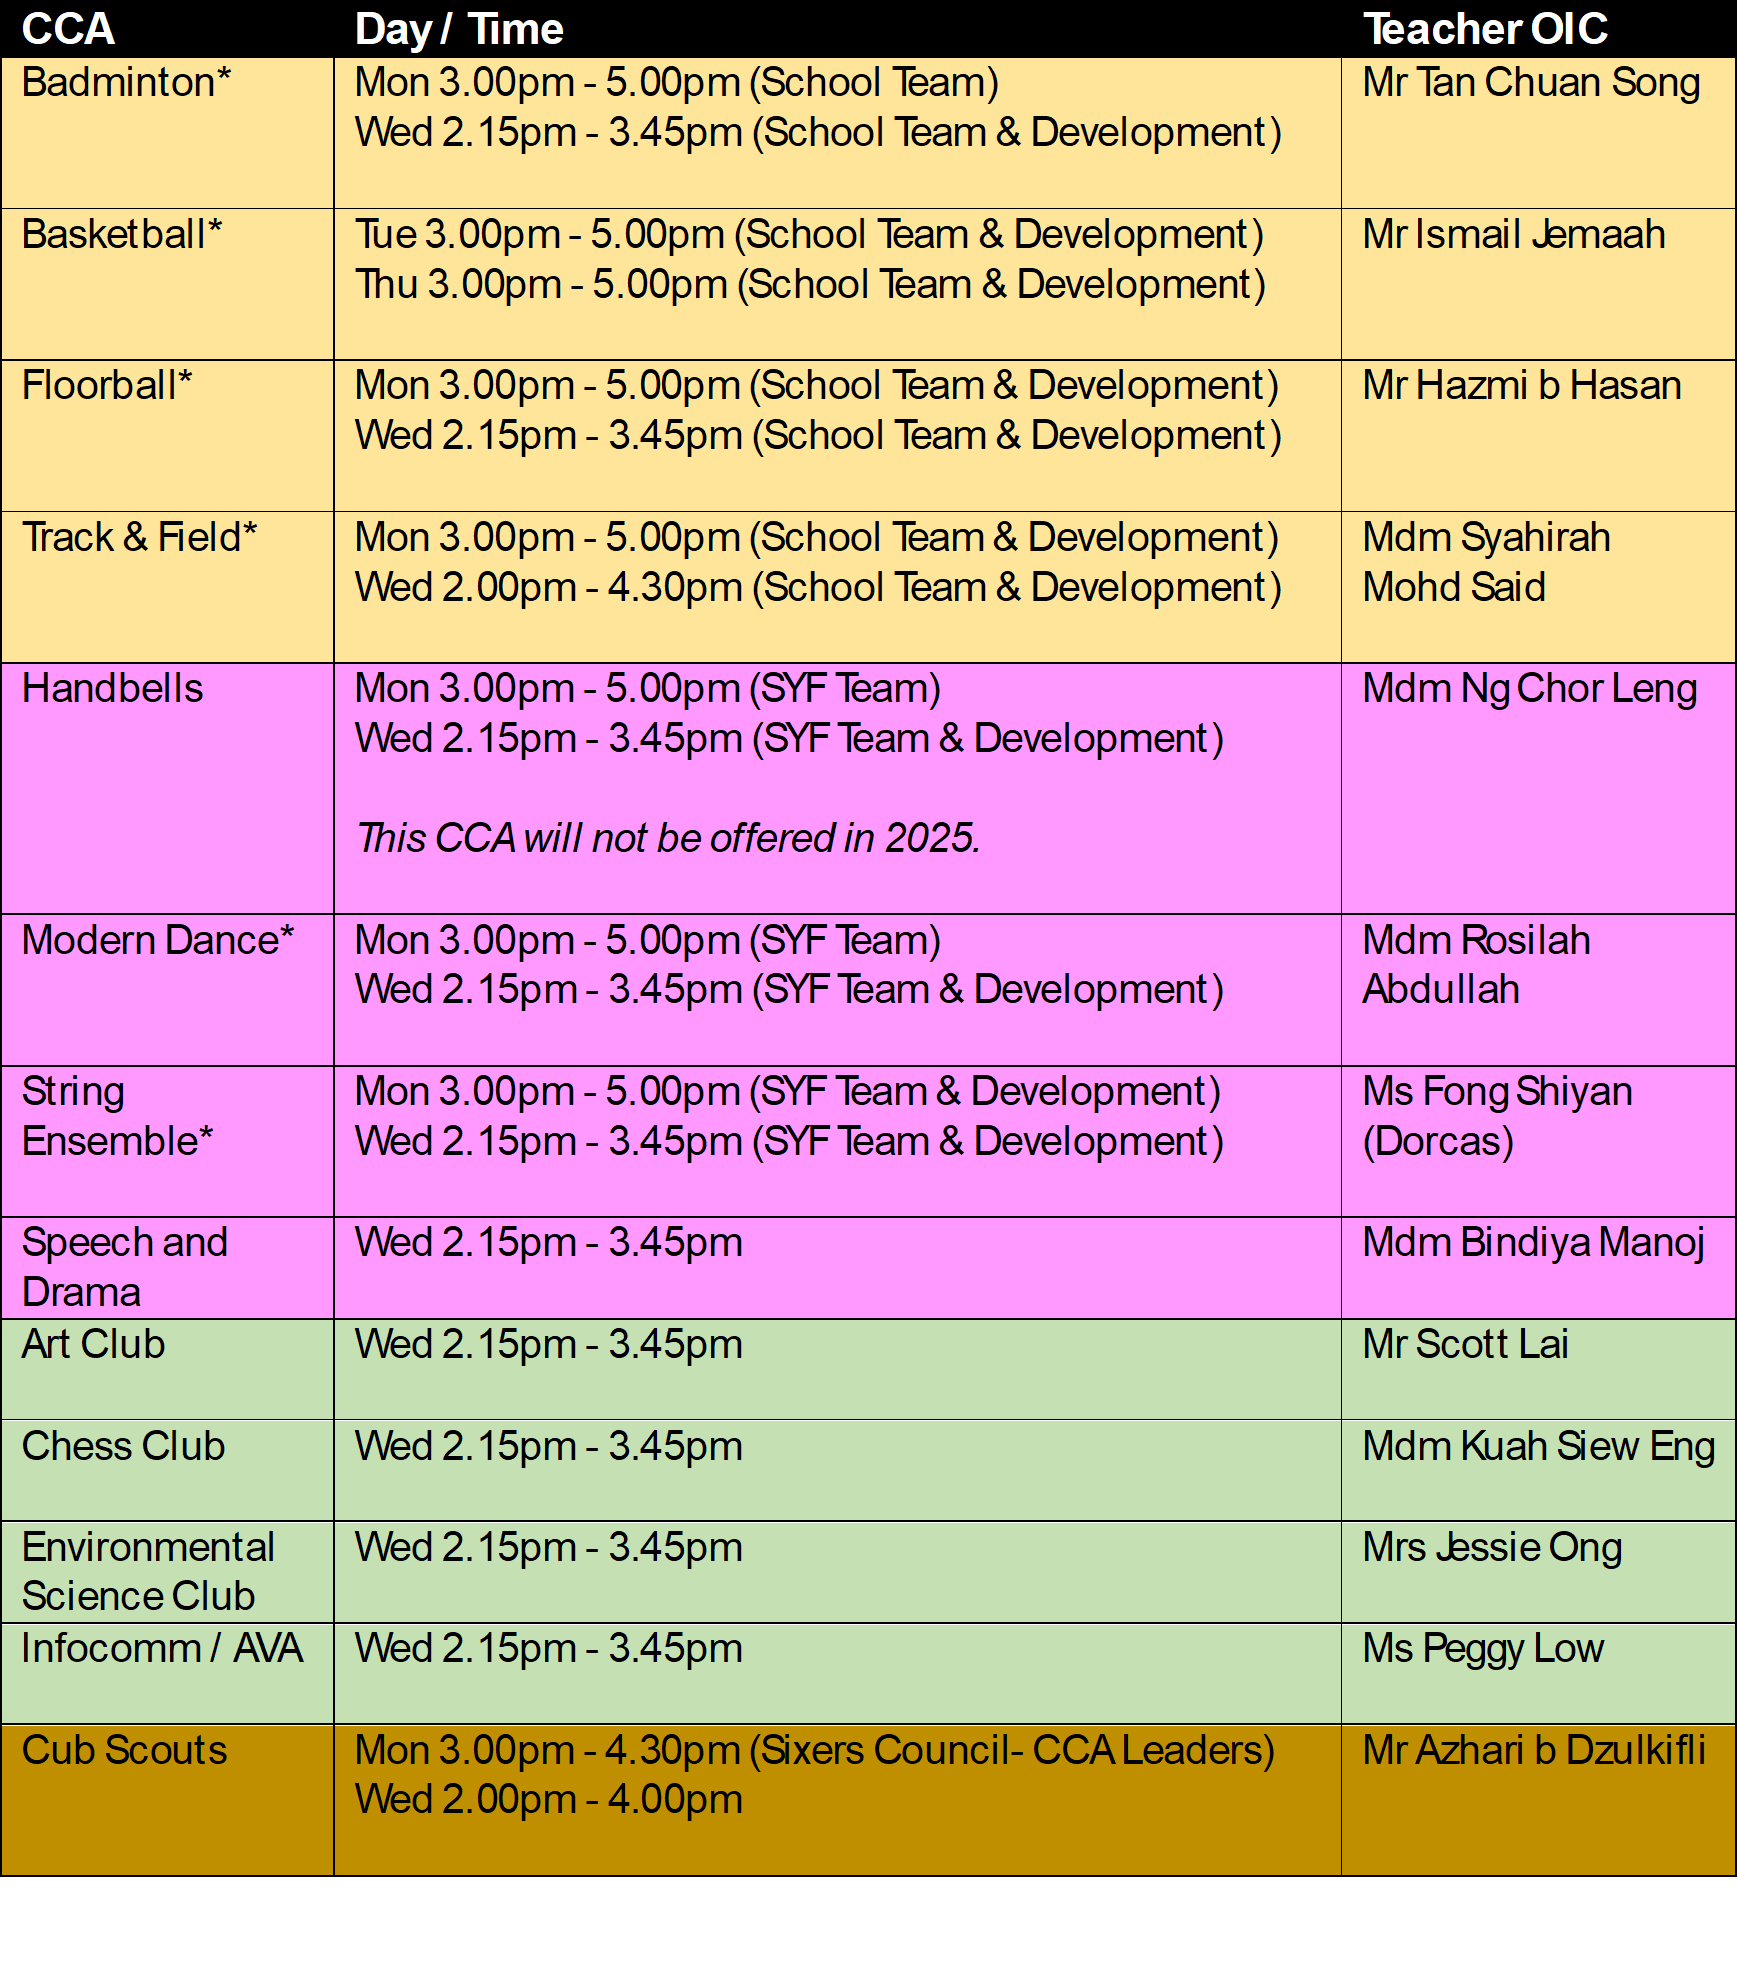 CCA Day / Time Teacher OIC
Badminton* Mon 3.00pm - 5.00pm (School Team) Mr Tan Chuan Song
Wed 2.15pm - 3.45pm (School Team & Development)
Basketball* Tue 3.00pm - 5.00pm (School Team & Development) Mr Ismail Jemaah
Thu 3.00pm - 5.00pm (School Team & Development)
Floorball* Mon 3.00pm - 5.00pm (School Team & Development) Mr Hazmi b Hasan
Wed 2.15pm - 3.45pm (School Team & Development)
Track & Field* Mon 3.00pm - 5.00pm (School Team & Development) Mdm Syahirah
Wed 2.00pm - 4.30pm (School Team & Development) Mohd Said
Handbells Mon 3.00pm - 5.00pm (SYF Team) Mdm Ng Chor Leng
Wed 2.15pm - 3.45pm (SYF Team & Development)
This CCA will not be offered in 2025.
Modern Dance* Mon 3.00pm - 5.00pm (SYF Team) Mdm Rosilah
Wed 2.15pm - 3.45pm (SYF Team & Development) Abdullah
String Mon 3.00pm - 5.00pm (SYF Team & Development) Ms Fong Shiyan
Ensemble* Wed 2.15pm - 3.45pm (SYF Team & Development) (Dorcas)
Speech and Wed 2.15pm - 3.45pm Mdm Bindiya Manoj
Drama
Art Club Wed 2.15pm - 3.45pm Mr Scott Lai
Chess Club Wed 2.15pm - 3.45pm Mdm Kuah Siew Eng
Environmental Wed 2.15pm - 3.45pm Mrs Jessie Ong
Science Club
Infocomm / AVA Wed 2.15pm - 3.45pm Ms Peggy Low
Cub Scouts Mon 3.00pm - 4.30pm (Sixers Council- CCA Leaders) Mr Azhari b Dzulkifli
Wed 2.00pm - 4.00pm